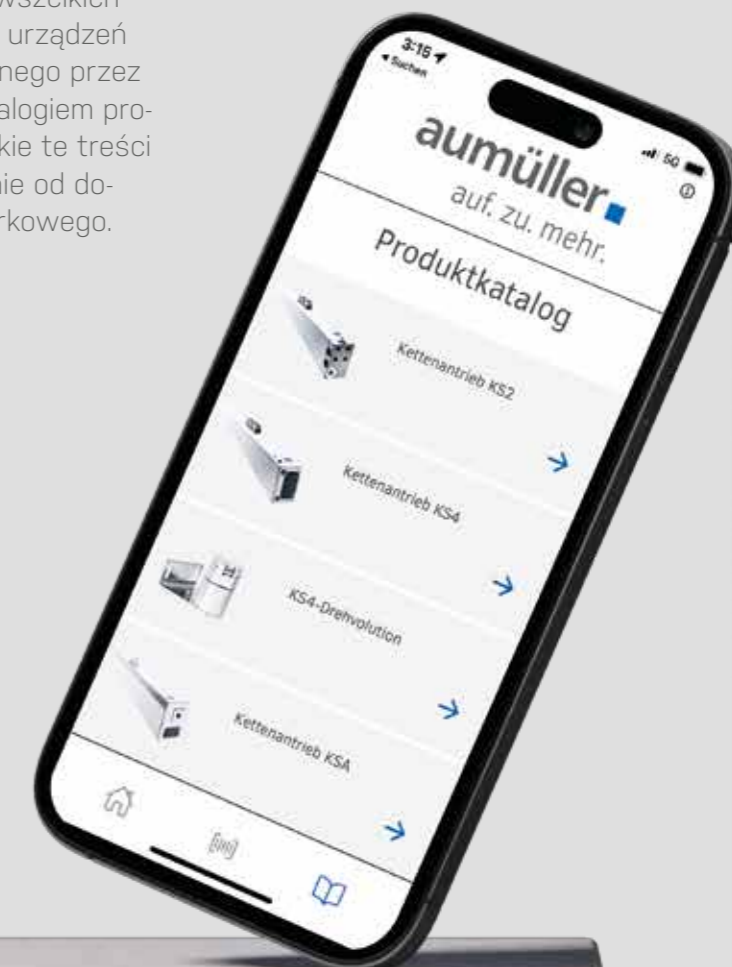 wszelkich
urządzeń
nego przez
alogiem pro-
kie te treści
nie od do-
rkowego.
3:15
Suchen
5G
aumüller
auf. zu. mehr.
Produktkatalog
Kettenantrieb KS2
Kettenantrieb KS4
KS4-Drehvolution
Kettenantrieb KSA